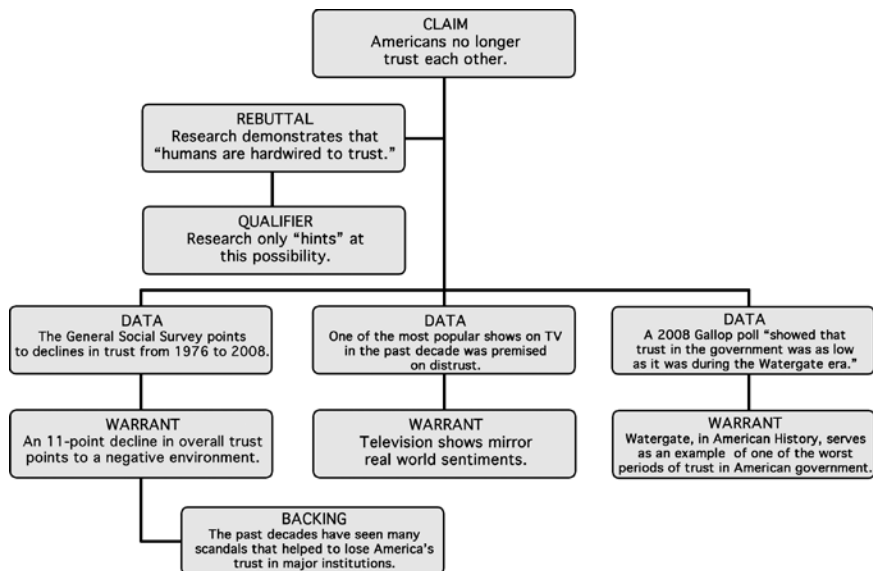 CLAIM
Americans no longer
trust each other.
REBUTTAL
Research demonstrates that
“humans are hardwired to trust.”
QUALIFIER
Research only “hints” at
this possibility.
DATA
The General Social Survey points
to declines in trust from 1976 to 2008.
DATA
One of the most popular shows on TV
in the past decade was premised
on distrust.
DATA
A 2008 Gallop poll “showed that
trust in the government was as low
as it was during the Watergate era.”
WARRANT
An 11-point decline in overall trust
points to a negative environment.
WARRANT
Television shows mirror
real world sentiments.
WARRANT
Watergate, in American History, serves
as an example of one of the worst
periods of trust in American government.
BACKING
The past decades have seen many
scandals that helped to lose America’s
trust in major institutions.